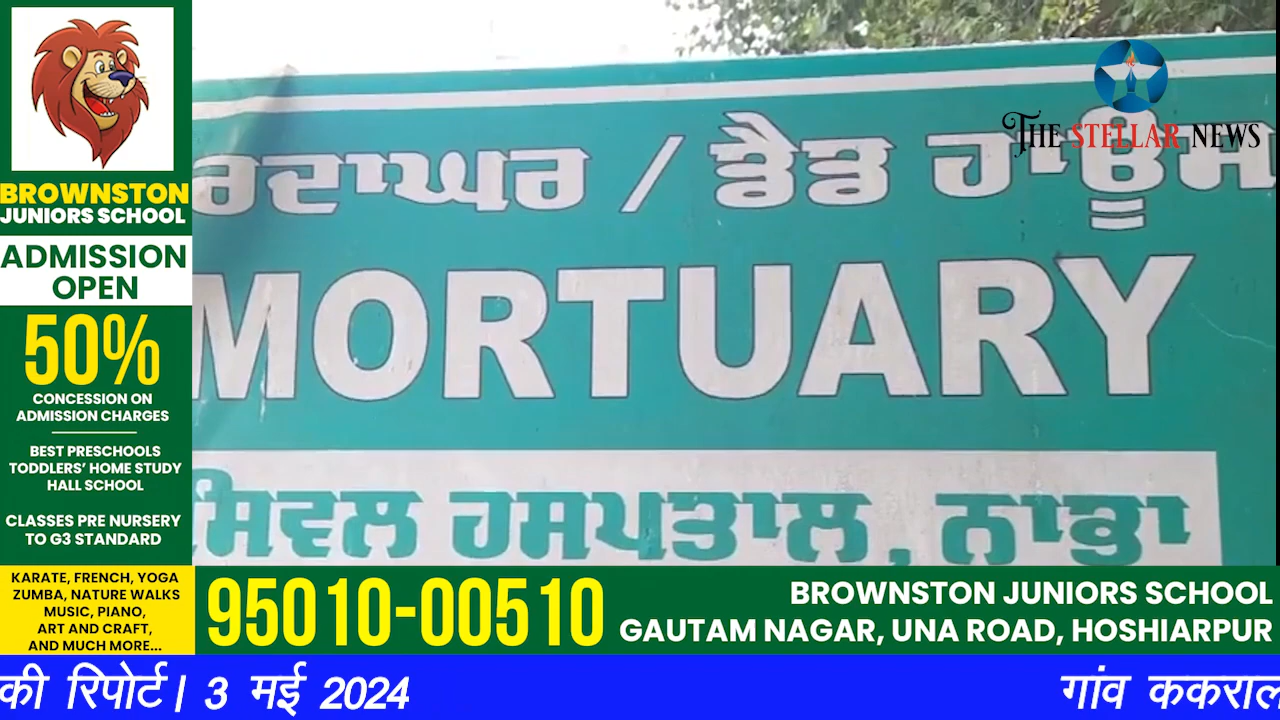 THE STELLAR NEWS
ਰਦਾਘਰ / ਡੈਡ ਹਾਊਸ
MORTUARY
ਸਿਵਲ ਹਸਪਤਾਲ, ਨਾਭਾ
BROWNSTON
JUNIORS SCHOOL
ADMISSION
OPEN
50%
CONCESSION ON
ADMISSION CHARGES
BEST PRESCHOOLS
TODDLERS' HOME STUDY
HALL SCHOOL
CLASSES PRE NURSERY
TO G3 STANDARD
KARATE, FRENCH, YOGA
ZUMBA, NATURE WALKS
MUSIC, PIANO,
ART AND CRAFT,
AND MUCH MORE...
95010-00510
BROWNSTON JUNIORS SCHOOL
GAUTAM NAGAR, UNA ROAD, HOSHIARPUR
की रिपोर्ट। 3 मई 2024 गांव ककराल